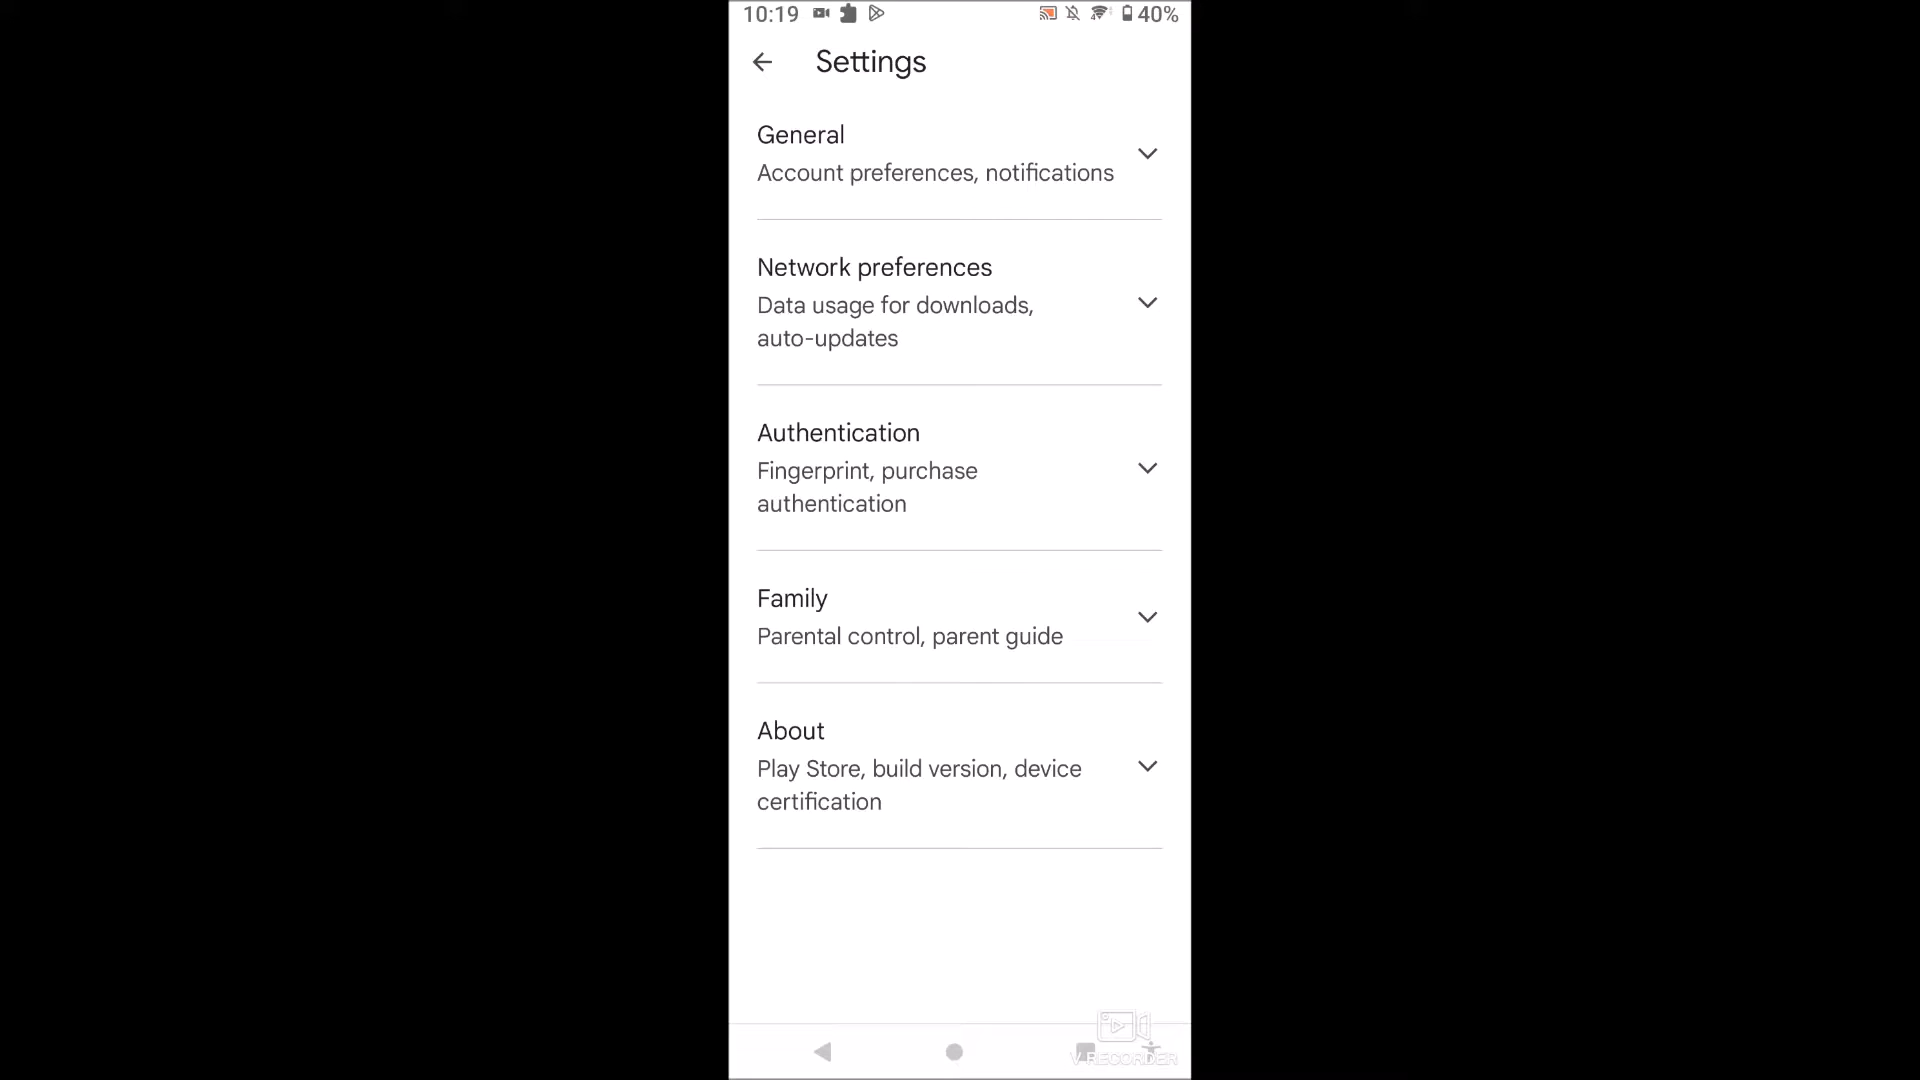 10:19
40%
Settings
General
Account preferences, notifications
Network preferences
Data usage for downloads,
auto-updates
Authentication
Fingerprint, purchase
authentication
Family
Parental control, parent guide
About
Play Store, build version, device
certification
V RECORDER